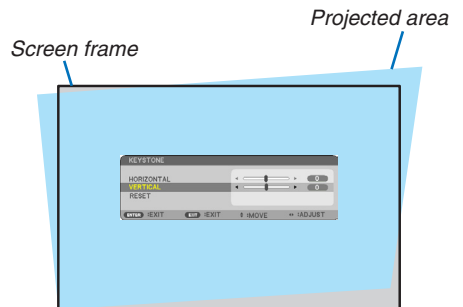 Projected area
Screen frame
KEYSTONE
HORIZONTAL 0
VERTICAL 0
RESET
ENTER :EXIT EXIT :EXIT :MOVE :ADJUST